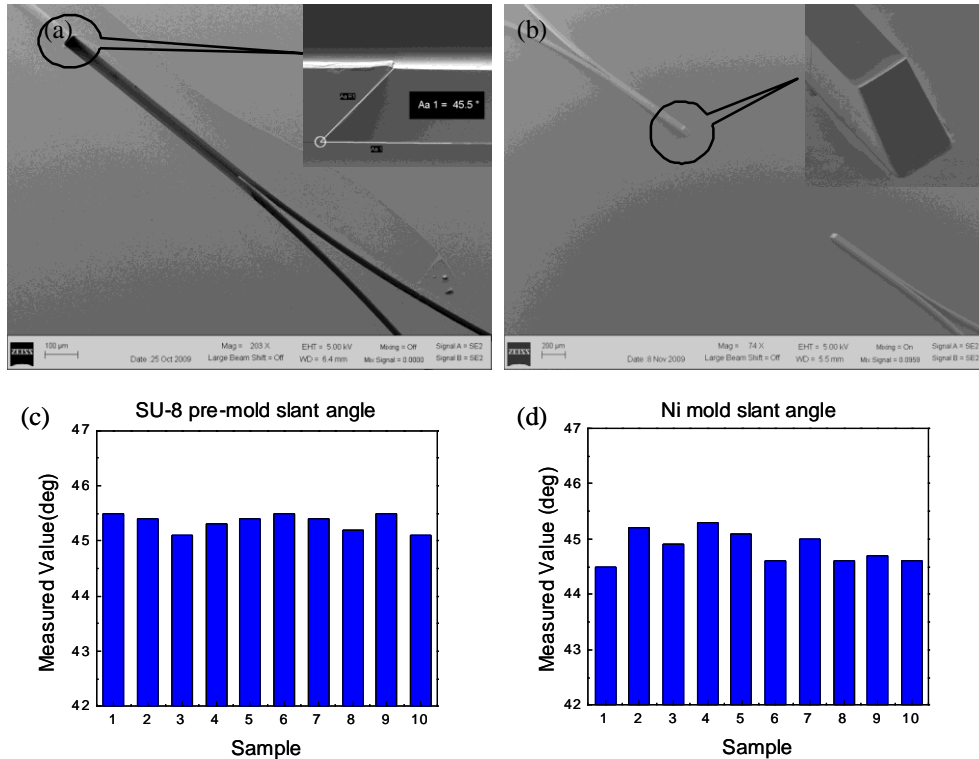 (a)
Aa 1
Aa 1 = 45.5 °
100 µm
Mag = 203 X
EHT = 5.00 kV
Mixing = Off
Signal A = SE2
Date :25 Oct 2009
Large Beam Shift = Off
WD = 6.4 mm
Mix Signal = 0.0000
Signal B = SE2
(b)
200 µm
Mag = 74 X
EHT = 5.00 kV
Mixing = On
Signal A = SE2
Date :8 Nov 2009
Large Beam Shift = Off
WD = 5.5 mm
Mix Signal = 0.0950
Signal B = SE2
(c)
SU-8 pre-mold slant angle
47
46
45
44
43
42
Measured Value(deg)
1 2 3 4 5 6 7 8 9 10
Sample
(d)
Ni mold slant angle
47
46
45
44
43
42
Measured Value (deg)
1 2 3 4 5 6 7 8 9 10
Sample